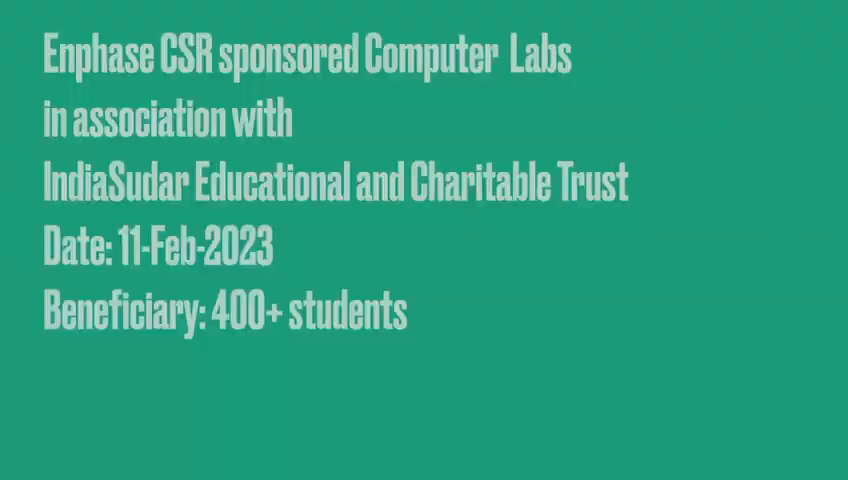 Enphase CSR sponsored Computer Labs
in association with
IndiaSudar Educational and Charitable Trust
Date: 11-Feb-2023
Beneficiary: 400+ students